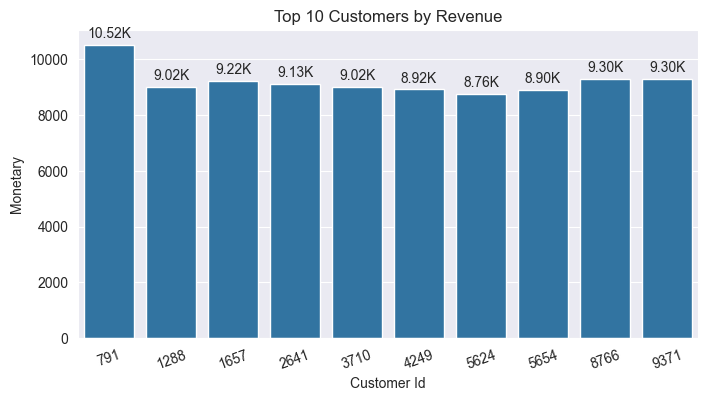 Top 10 Customers by Revenue
10.52K
9.02K
9.22K
9.13K
9.02K
8.92K
8.76K
8.90K
9.30K
9.30K
Monetary
10000
8000
6000
4000
2000
0
791
1288
1657
2641
3710
4249
5624
5654
8766
9371
Customer Id